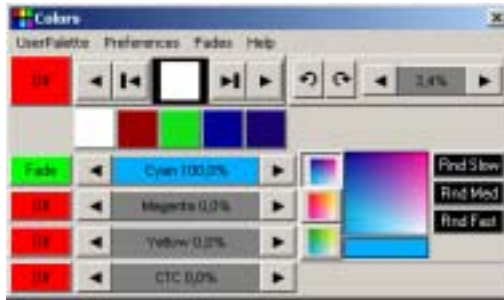 Colors
UserPalette Preferences Fades Help
Off 3,4%
Fade Cyan 100,0% Rnd Slow
Off Magenta 0,0% Rnd Med
Rnd Fast
Off Yellow 0,0%
Off CTC 0,0%